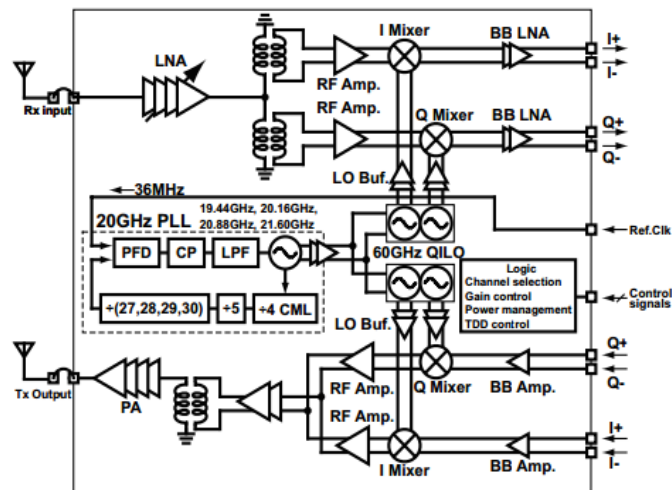 I Mixer
BB LNA
I+
I-
LNA
RF Amp.
Rx input
RF Amp.
Q Mixer
BB LNA
Q+
Q-
LO Buf.
36MHz
20GHz PLL
19.44GHz, 20.16GHz,
20.88GHz, 21.60GHz
PFD
CP
LPF
60GHz QILO
Ref.Clk
÷(27,28,29,30)
÷5
÷4 CML
Logic
Channel selection
Gain control
Power management
TDD control
Control
signals
LO Buf.
Q+
Q-
RF Amp.
Q Mixer
BB Amp.
Tx Output
PA
RF Amp.
I Mixer
BB Amp.
I+
I-